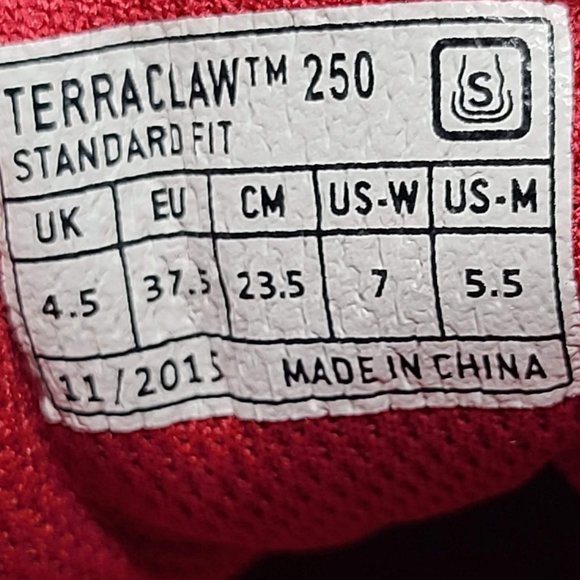 TERRACLAW™ 250
S
STANDARD FIT
UK EU CM US-W US-M
4.5 37.5 23.5 7 5.5
11/2015 MADE IN CHINA